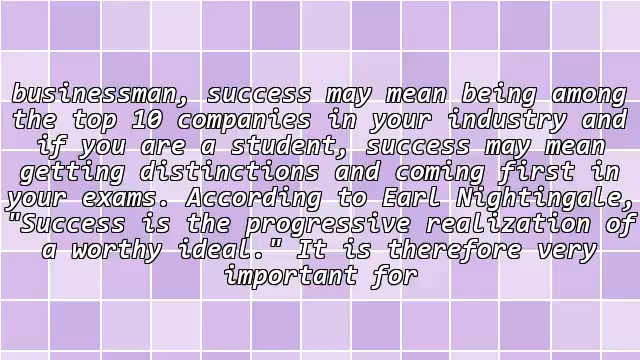 businessman, success may mean being among
the top 10 companies in your industry and
if you are a student, success may mean
getting distinctions and coming first in
your exams. According to Earl Nightingale,
"Success is the progressive realization of
a worthy ideal." It is therefore very
important for